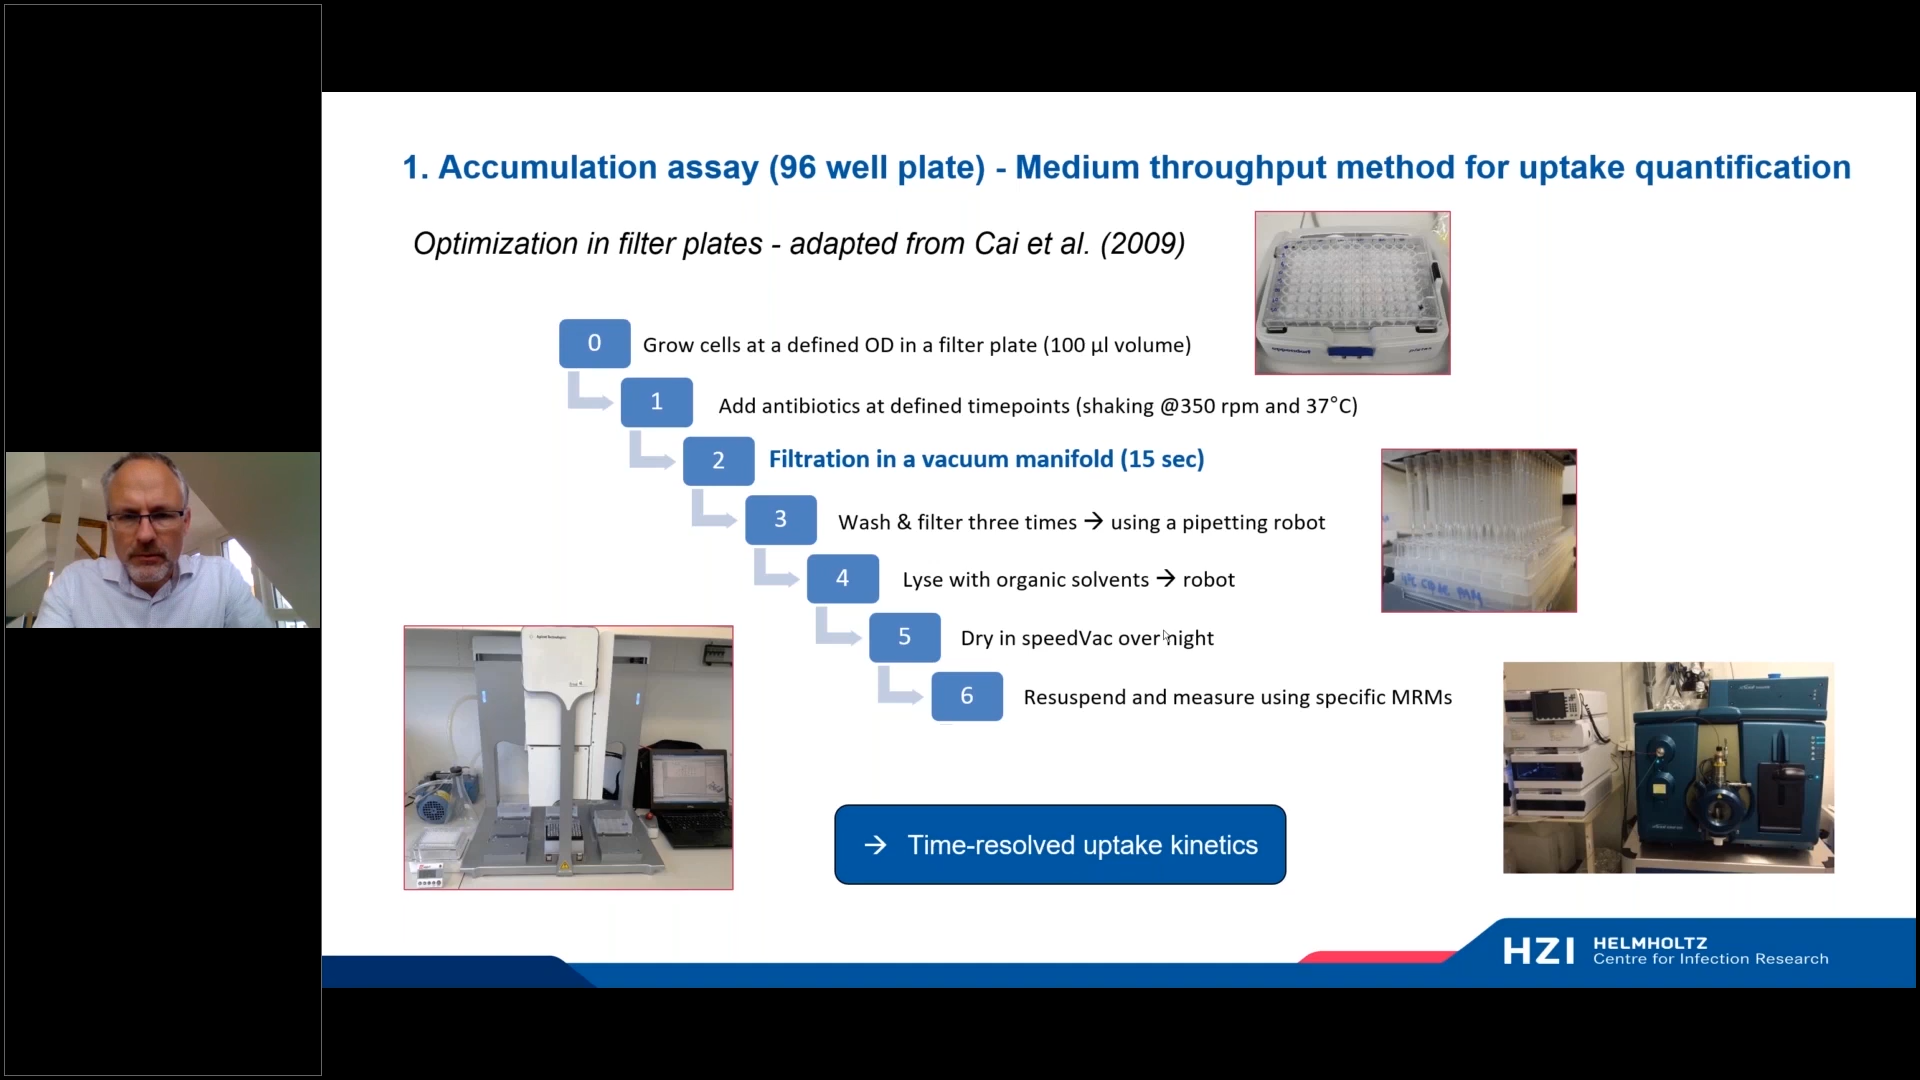 1. Accumulation assay (96 well plate) - Medium throughput method for uptake quantification
Optimization in filter plates - adapted from Cai et al. (2009)
0 Grow cells at a defined OD in a filter plate (100 µl volume)
1 Add antibiotics at defined timepoints (shaking @350 rpm and 37°C)
2 Filtration in a vacuum manifold (15 sec)
3 Wash & filter three times → using a pipetting robot
4 Lyse with organic solvents → robot
5 Dry in speedVac overnight
6 Resuspend and measure using specific MRMs
→ Time-resolved uptake kinetics
Agilent Technologies
eppendorf
HZI HELMHOLTZ
Centre for Infection Research